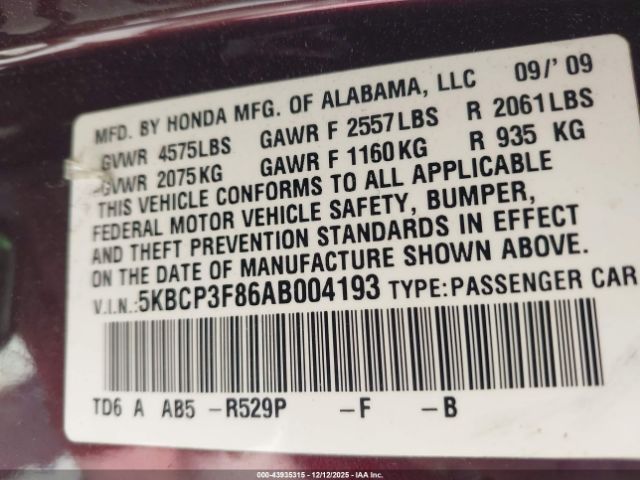 MFD. BY HONDA MFG. OF ALABAMA, LLC 09/'09
GVWR 4575LBS GAWR F 2557LBS R 2061LBS
GVWR 2075KG GAWR F 1160KG R 935 KG
THIS VEHICLE CONFORMS TO ALL APPLICABLE
FEDERAL MOTOR VEHICLE SAFETY, BUMPER,
AND THEFT PREVENTION STANDARDS IN EFFECT
ON THE DATE OF MANUFACTURE SHOWN ABOVE.
V.I.N.:5KBCP3F86AB004193 TYPE:PASSENGER CAR
TD6 A AB5 -R529P -F -B
000-43935315 - 12/12/2025 - IAA Inc.